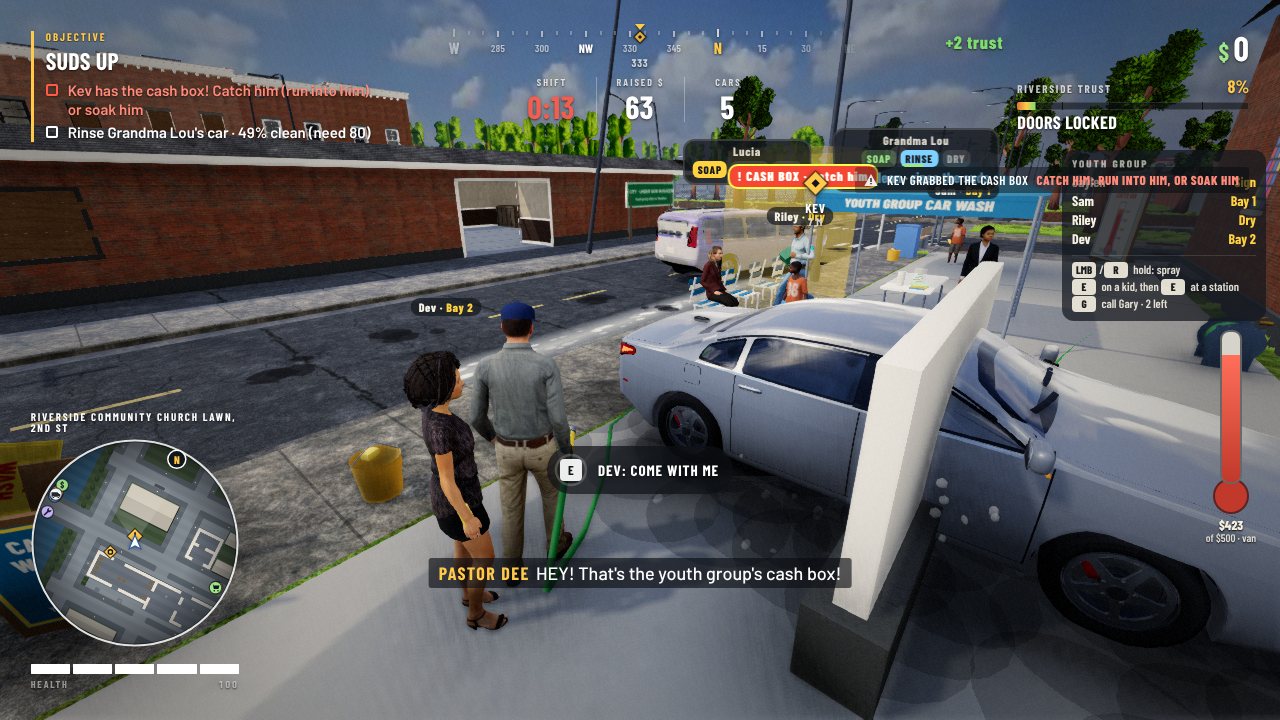 OBJECTIVE
SUDS UP
Kev has the cash box! Catch him (run into him),
or soak him
Rinse Grandma Lou's car · 49% clean (need 80)
W 285 300 NW 330 345 N 15 30
333
SHIFT
0:13
RAISED $
63
CARS
5
+2 trust
$ 0
RIVERSIDE TRUST 8%
DOORS LOCKED
Lucia
SOAP
Grandma Lou
SOAP RINSE DRY
! CASH BOX
KEV GRABBED THE CASH BOX CATCH HIM: RUN INTO HIM, OR SOAK HIM
KEV
Riley · Dry
YOUTH GROUP CAR WASH
YOUTH GROUP
Sam Bay 1
Riley Dry
Dev Bay 2
LMB / R hold: spray
E on a kid, then E at a station
G call Gary · 2 left
Dev · Bay 2
E DEV: COME WITH ME
PASTOR DEE HEY! That's the youth group's cash box!
$423
of $500 · van
RIVERSIDE COMMUNITY CHURCH LAWN,
2ND ST
N
HEALTH 100